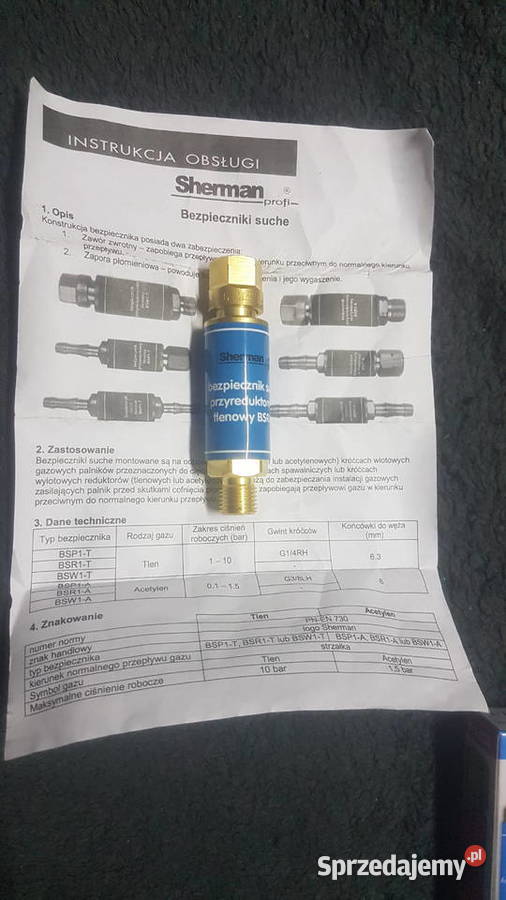 INSTRUKCJA OBSŁUGI
Sherman ®
profi
Bezpieczniki suche
1. Opis
Konstrukcja bezpiecznika posiada dwa zabezpieczenia:
1. Zawór zwrotny – zapobiega przepływ kierunku przeciwnym do normalnego kierunku
przepływu.
2. Zapora płomieniowa – powoduje enia i jego wygaszenie.
Sherman
bezpiecznik
przyreduktor
tlenowy BSR
2. Zastosowanie
Bezpieczniki suche montowane są na lub acetylenowych) króćcach wlotowych
gazowych palników przeznaczonych do ach spawalniczych lub króćcach
wylotowych reduktorów (tlenowych lub do zabezpieczania instalacji gazowych
zasilających palnik przed skutkami cofnięcia zapobiegają przepływowi gazu w kierunku
przeciwnym do normalnego kierunku
3. Dane techniczne
Typ bezpiecznika Rodzaj gazu Zakres ciśnień roboczych (bar) Gwint króćców Końcówki do węża (mm)
BSP1-T G1/4RH
BSR1-T Tlen 1 – 10 6.3
BSW1-T -
BSP1-A
BSR1-A Acetylen 0,1 – 1.5 G3/8LH
BSW1-A -
4. Znakowanie
Tlen Acetylen
numer normy PN-EN 730
znak handlowy logo Sherman
typ bezpiecznika BSP1-T, BSR1-T lub BSW1-T BSP1-A, BSR1-A lub BSW1-A
kierunek normalnego przepływu gazu strzałka
Symbol gazu Tlen Acetylen
Maksymalne ciśnienie robocze 10 bar 1,5 bar
Sprzedajemy.pl